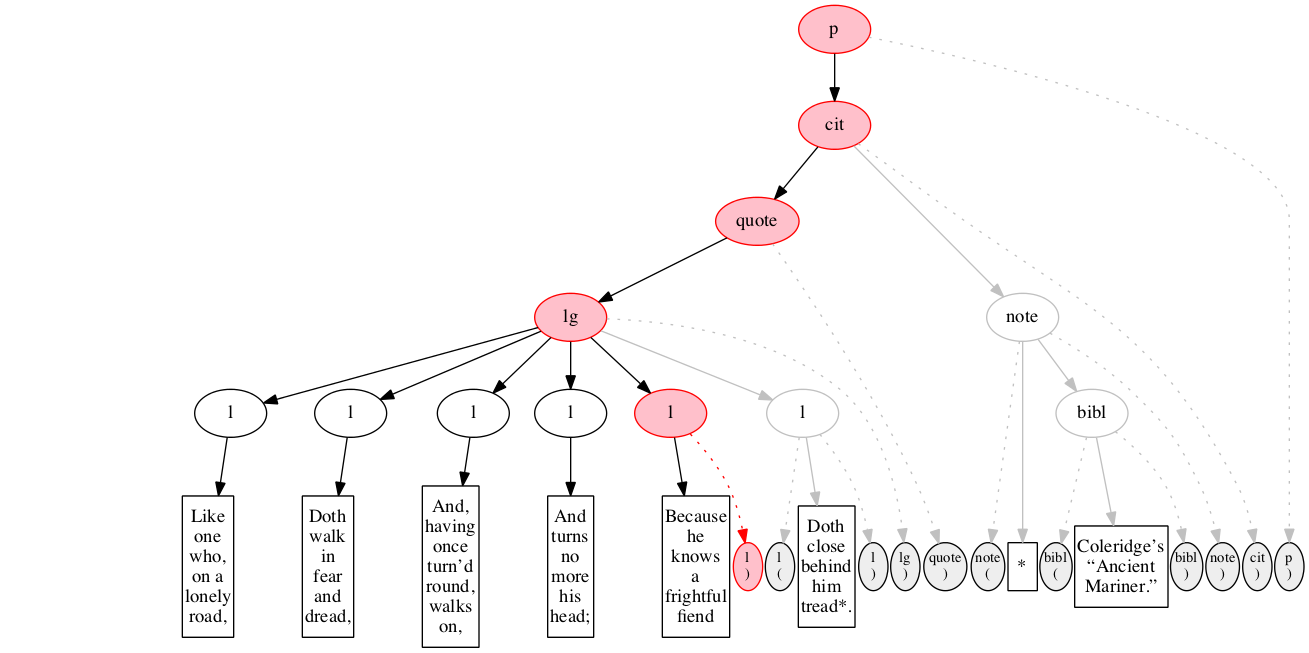 p
cit
quote
lg
note
l
l
l
l
l
l
bibl
Like
one
who,
on a
lonely
road,
Doth
walk
in
fear
and
dread,
And,
having
once
turn’d
round,
walks
on,
And
turns
no
more
his
head;
Because
he
knows
a
frightful
fiend
l
)
l
(
Doth
close
behind
him
tread*.
l
)
lg
)
quote
)
note
(
*
bibl
(
Coleridge’s
“Ancient
Mariner.”
bibl
)
note
)
cit
)
p
)